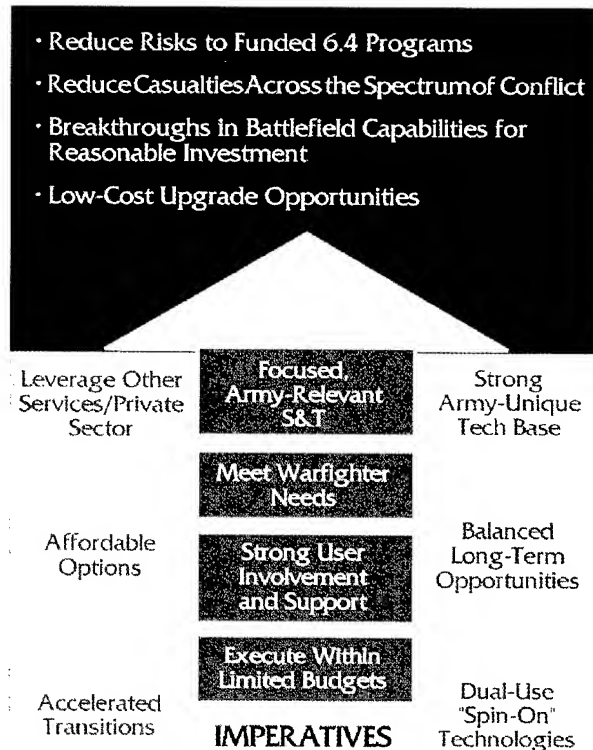 · Reduce Risks to Funded 6.4 Programs
· Reduce Casualties Across the Spectrum of Conflict
· Breakthroughs in Battlefield Capabilities for
Reasonable Investment
· Low-Cost Upgrade Opportunities
Leverage Other
Services/Private
Sector
Focused,
Army-Relevant
S&T
Strong
Army-Unique
Tech Base
Meet Warfighter
Needs
Affordable
Options
Strong User
Involvement
and Support
Balanced
Long-Term
Opportunities
Execute Within
Limited Budgets
Accelerated
Transitions
IMPERATIVES
Dual-Use
"Spin-On"
Technologies